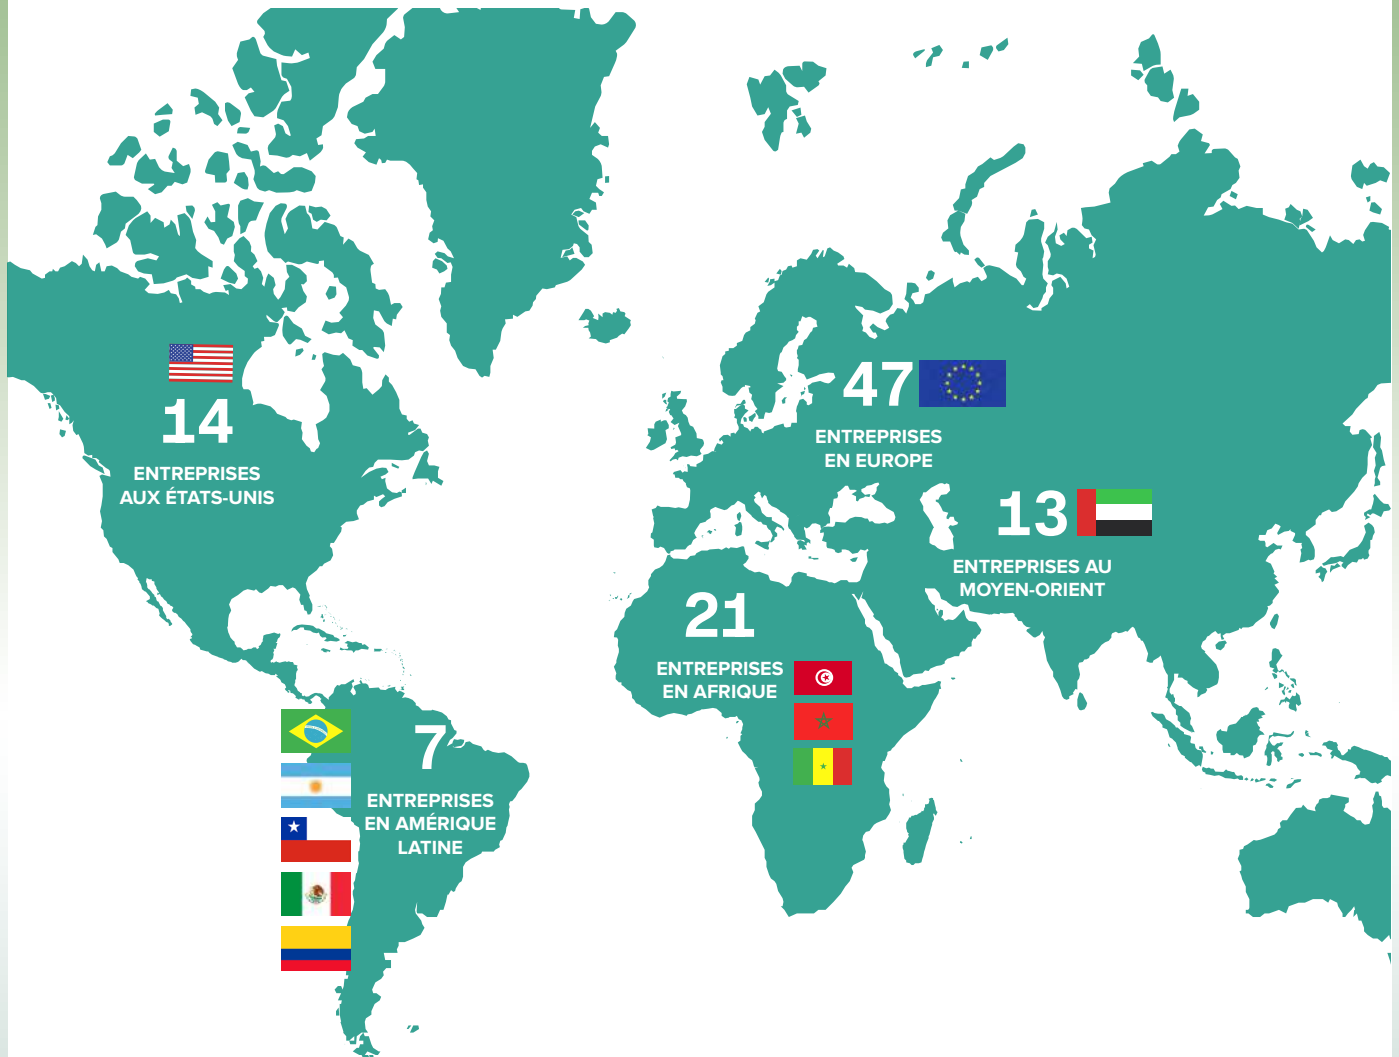 14
ENTREPRISES
AUX ÉTATS-UNIS
47
ENTREPRISES
EN EUROPE
13
ENTREPRISES AU
MOYEN-ORIENT
21
ENTREPRISES
EN AFRIQUE
7
ENTREPRISES
EN AMÉRIQUE
LATINE